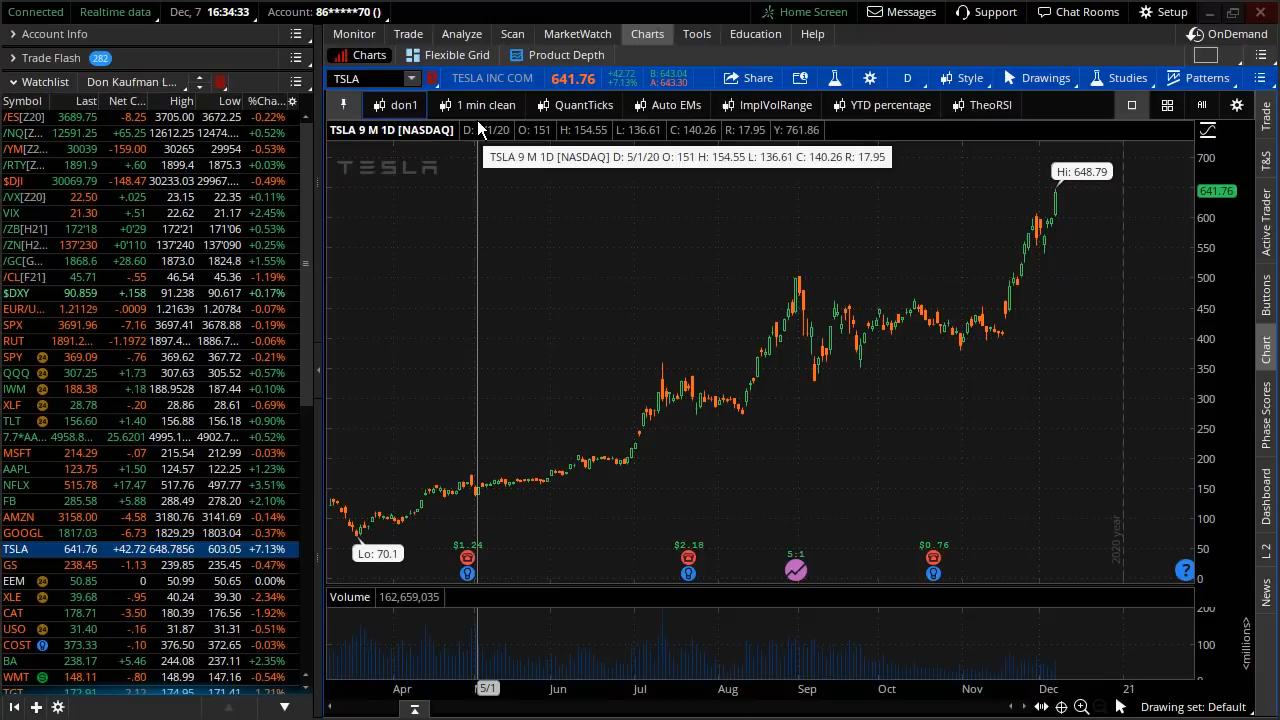 Connected Realtime data Dec, 7 16:34:33 Account: 86*****70 () Home Screen Messages Support Chat Rooms Setup
Account Info
Trade Flash 282
Watchlist Don Kaufman L...
Symbol Last Net C... High Low %Cha...
/ES[Z20] 3689.75 -8.25 3705.00 3672.25 -0.22%
/NQ[Z... 12591.25 +65.25 12612.25 12474.... +0.52%
/YM[Z... 30030 -159.00 30265 29954 -0.53%
/RTY[Z... 1893.6 +.5 1899.4 1875.3 +0.03%
$DJI 30069.79 -148.47 30233.03 29967.... -0.49%
/VX[Z20] 22.50 +.025 23.15 22.35 +0.11%
VIX 21.30 +.51 22.62 21.17 +2.45%
/ZB[H21] 172'18 +0'29 172'21 171'06 +0.53%
/ZN[H2... 137'230 +0'110 137'240 137'090 +0.25%
/GC[G... 1868.6 +28.60 1873.0 1824.8 +1.55%
/CL[F21] 45.71 -.55 46.54 45.36 -1.19%
$DXY 90.859 +.158 91.238 90.617 +0.17%
EUR/U... 1.21129 -.0009 1.21639 1.20784 -0.07%
SPX 3691.96 -7.16 3697.41 3678.88 -0.19%
RUT 1891.2... -1.1972 1897.4... 1886.7... -0.06%
SPY 24 369.09 -.76 369.62 367.72 -0.21%
QQQ 24 307.25 +1.73 307.63 305.52 +0.57%
IWM 24 188.38 +.18 188.9528 187.44 +0.10%
XLF 24 28.78 -.20 28.86 28.61 -0.69%
TLT 24 156.60 +1.40 156.88 156.18 +0.90%
7.7*AA... 4958.8... 25.6201 4995.1... 4902.7... +0.52%
MSFT 214.29 -.07 215.54 212.99 -0.03%
AAPL 123.75 +1.50 124.57 122.25 +1.23%
NFLX 515.78 +17.47 517.76 497.77 +3.51%
FB 285.58 +5.88 288.49 278.20 +2.10%
AMZN 3158.00 -4.58 3180.76 3141.69 -0.14%
GOOGL 1817.03 -6.73 1829.29 1803.04 -0.37%
TSLA 641.76 +42.72 648.7856 603.05 +7.13%
GS 238.45 -1.13 239.85 235.45 -0.47%
EEM 50.85 0 50.99 50.65 0.00%
XLE 24 39.68 -.95 40.24 39.30 -2.34%
CAT 178.71 -3.50 180.39 176.56 -1.92%
USO 24 31.40 -.16 31.87 31.31 -0.51%
COST 373.33 -.10 376.50 372.65 -0.03%
BA 238.17 +5.46 244.08 237.11 +2.35%
WMT S 148.11 -.80 148.99 147.16 -0.54%
TGT 172.91 -2.12 174.95 171.41 -1.21%
Monitor Trade Analyze Scan MarketWatch Charts Tools Education Help OnDemand
Charts Flexible Grid Product Depth
TSLA TESLA INC COM 641.76 +42.72 +7.13% B: 643.04 A: 643.30 Share D Style Drawings Studies Patterns
don1 1 min clean QuantTicks Auto EMs ImplVolRange YTD percentage TheoRSI All
TSLA 9 M 1D [NASDAQ] D: 1/20 O: 151 H: 154.55 L: 136.61 C: 140.26 R: 17.95 Y: 761.86
TSLA 9 M 1D [NASDAQ] D: 5/1/20 O: 151 H: 154.55 L: 136.61 C: 140.26 R: 17.95
TESLA
Hi: 648.79
Lo: 70.1
700
641.76
600
550
500
450
400
350
300
250
200
150
100
50
0
$1.24 $2.18 5:1 $0.76
2020 year
?
Volume 162,659,035
200
100
<millions>
Apr 5/1 Jun Jul Aug Sep Oct Nov Dec 21
Drawing set: Default
Trade
T&S
Active Trader
Buttons
Chart
Phase Scores
Dashboard
L 2
News